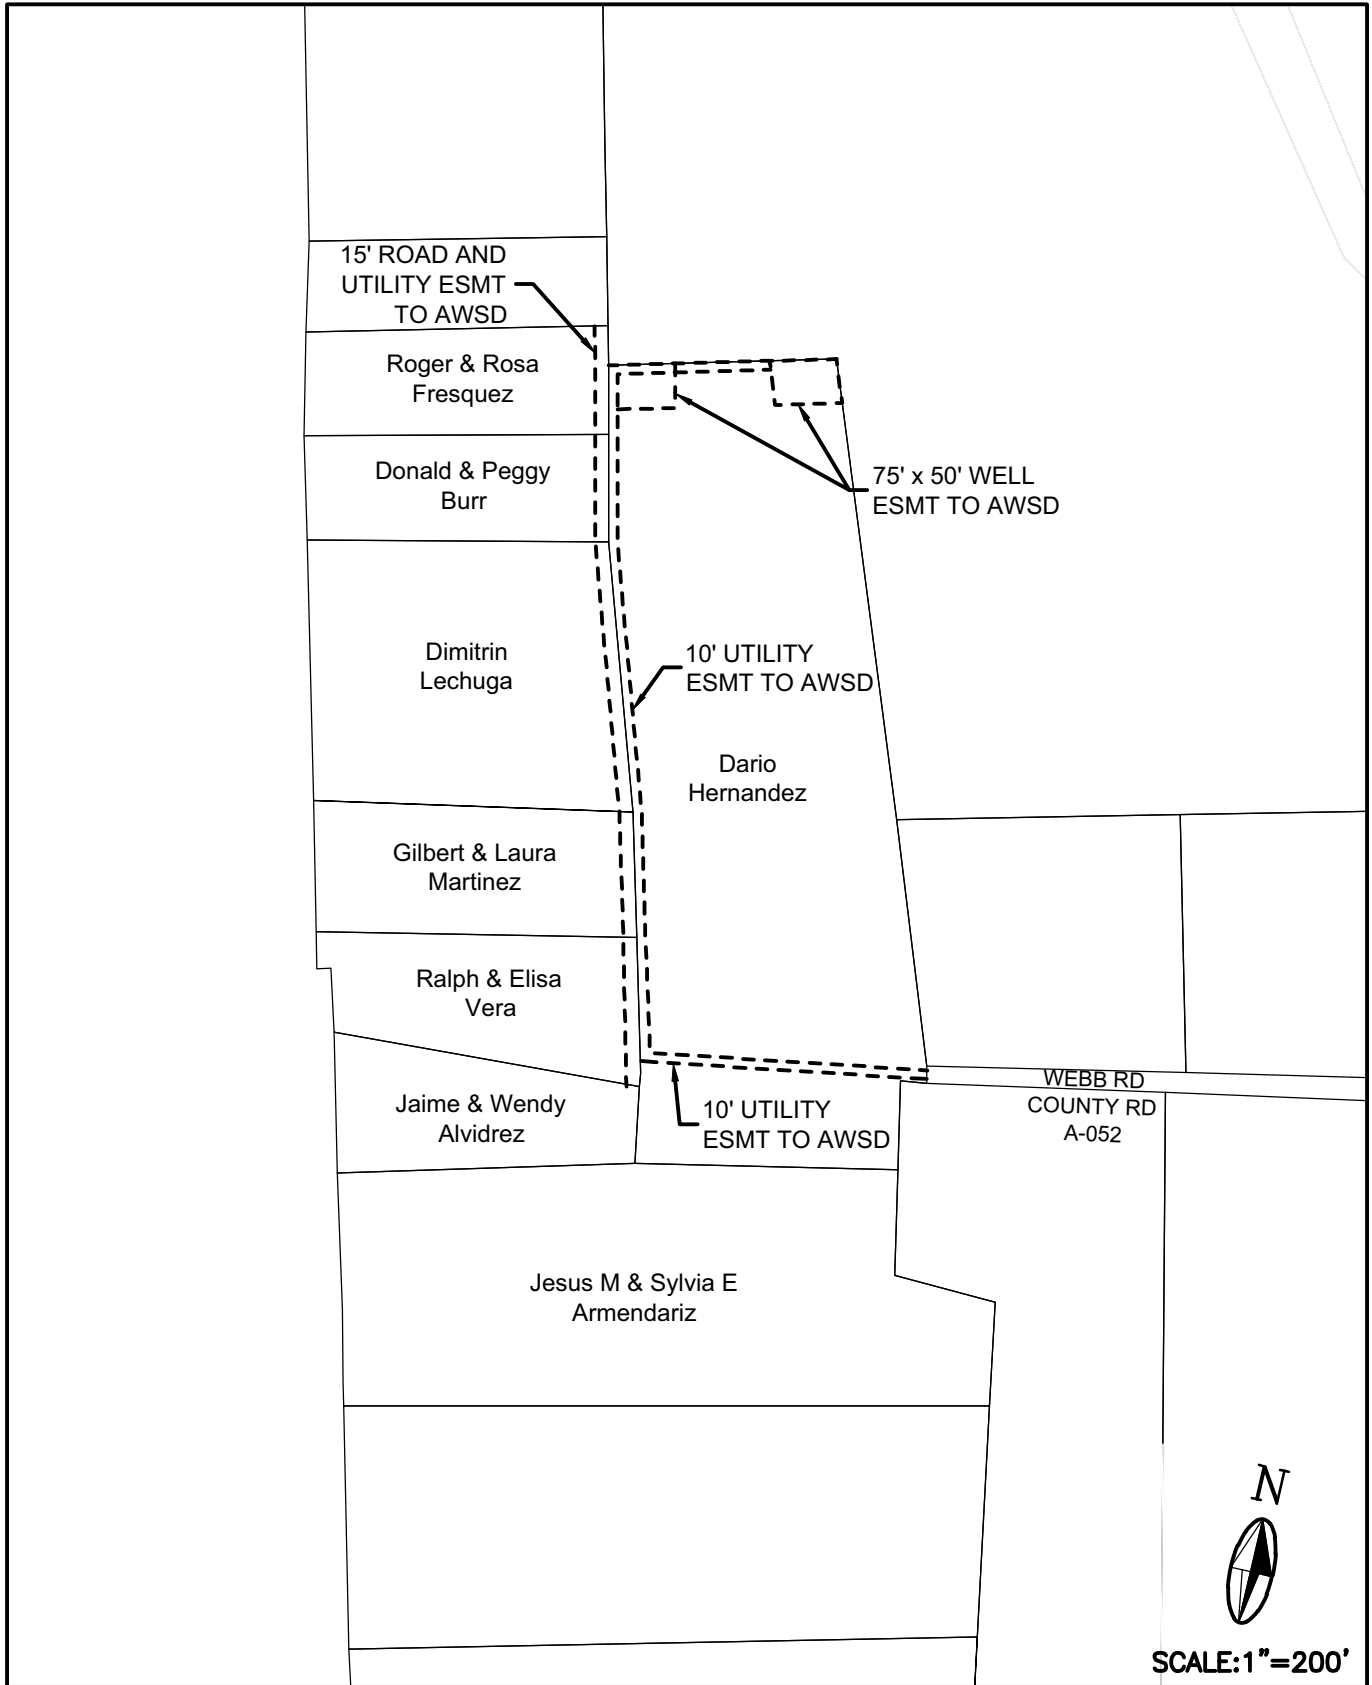 15' ROAD AND
UTILITY ESMT
TO AWSD
Roger & Rosa
Fresquez
Donald & Peggy
Burr
75' x 50' WELL
ESMT TO AWSD
Dimitrin
Lechuga
10' UTILITY
ESMT TO AWSD
Dario
Hernandez
Gilbert & Laura
Martinez
Ralph & Elisa
Vera
Jaime & Wendy
Alvidrez
10' UTILITY
ESMT TO AWSD
WEBB RD
COUNTY RD
A-052
Jesus M & Sylvia E
Armendariz
N
SCALE:1"=200'